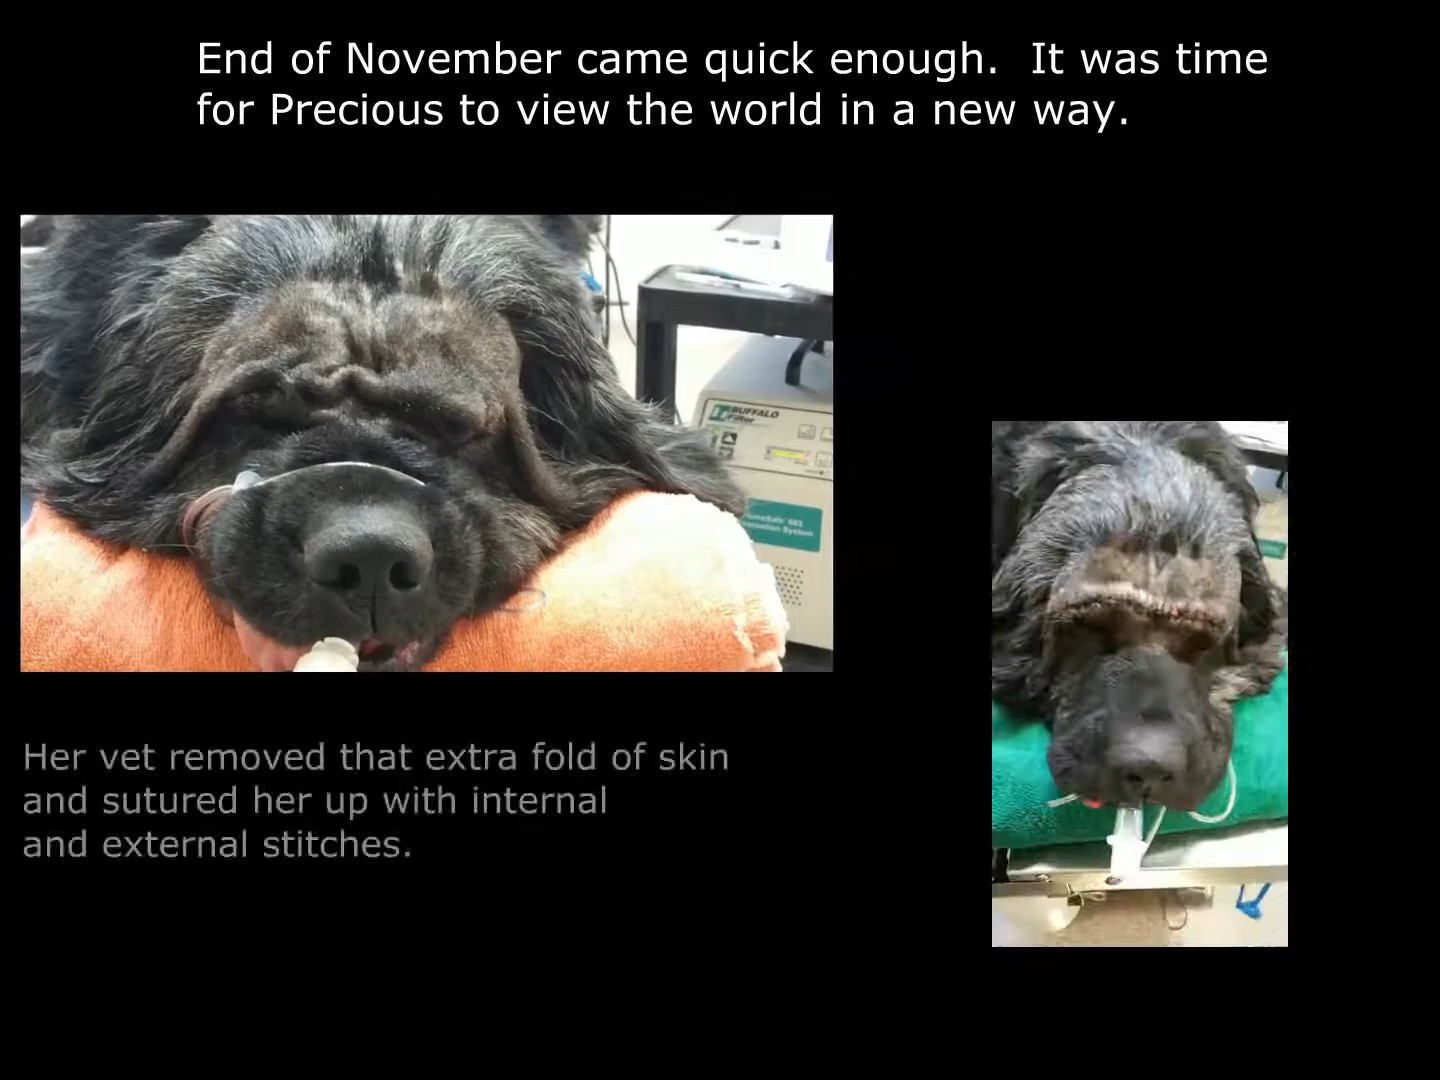 End of November came quick enough.  It was time
for Precious to view the world in a new way.
BUFFALO
Filter
Her vet removed that extra fold of skin
and sutured her up with internal
and external stitches.